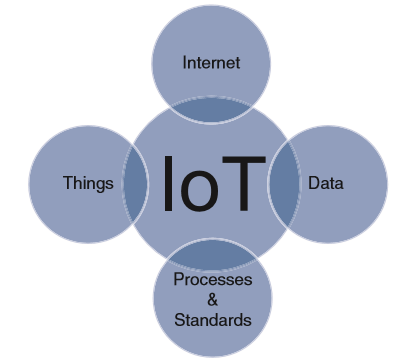 Internet
Things
IoT
Data
Processes
&
Standards